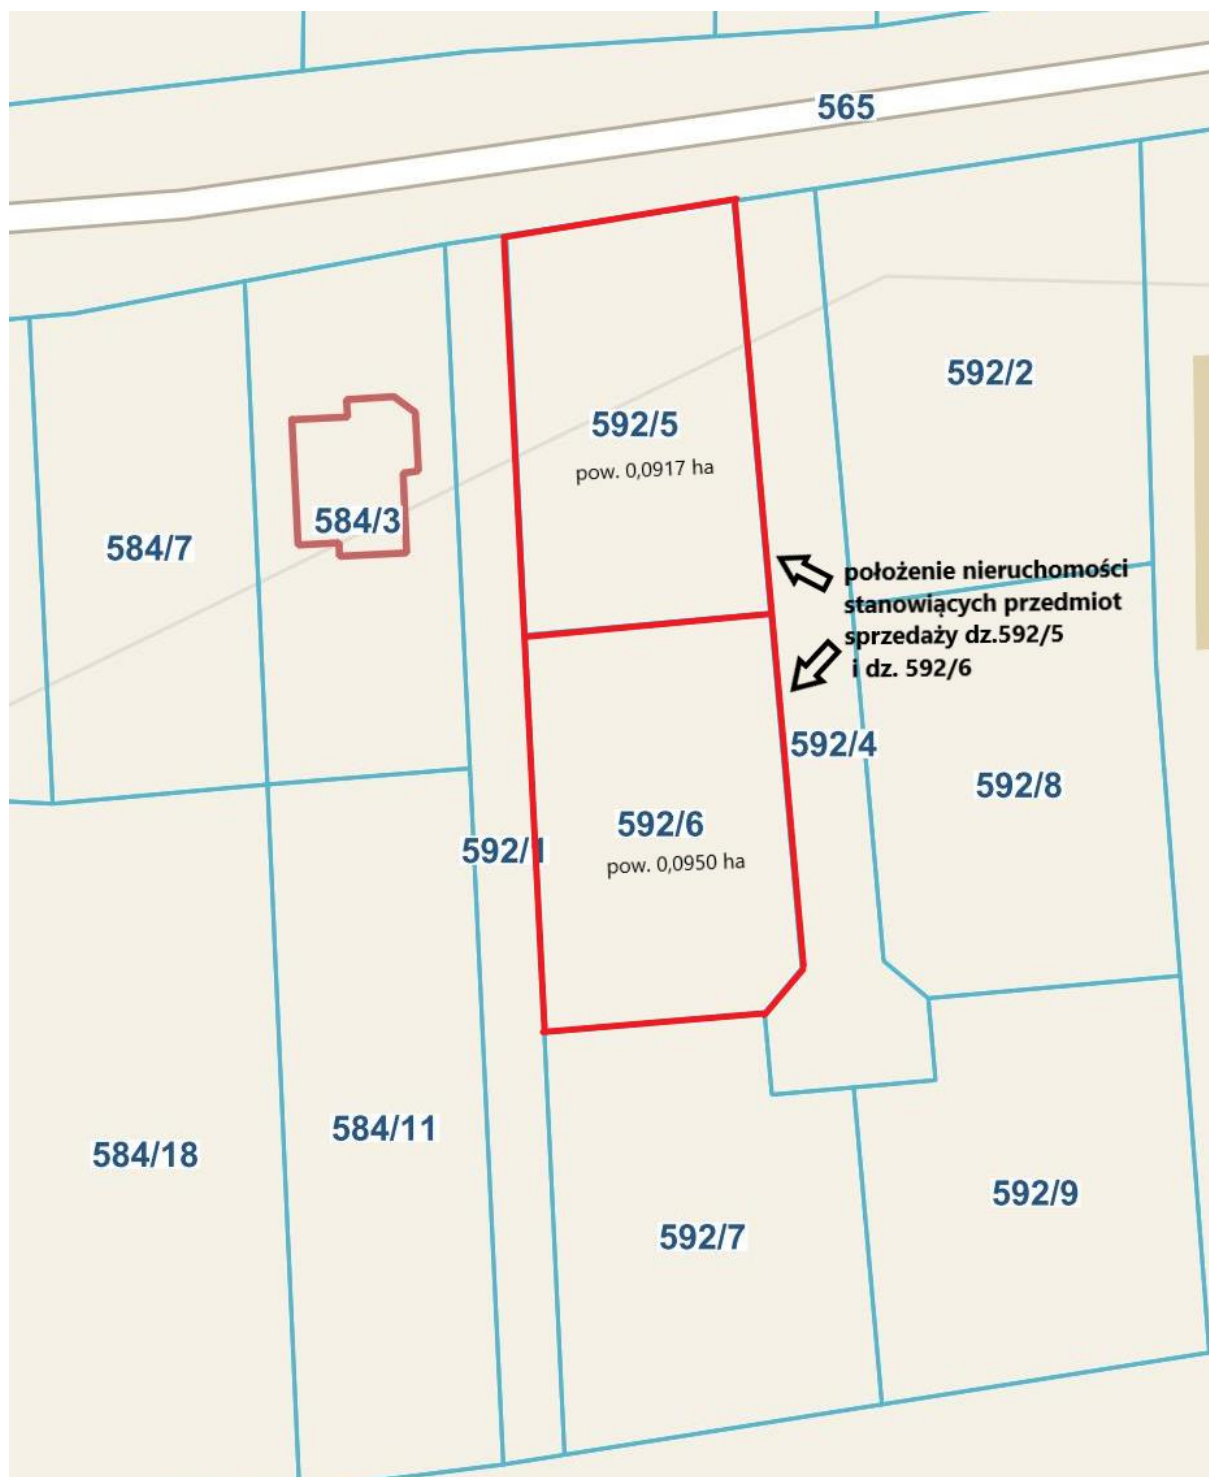 565
592/2
592/5
pow. 0,0917 ha
584/3
584/7
położenie nieruchomości
stanowiących przedmiot
sprzedaży dz.592/5
i dz. 592/6
592/4
592/8
592/6
592/1
pow. 0,0950 ha
584/11
584/18
592/9
592/7